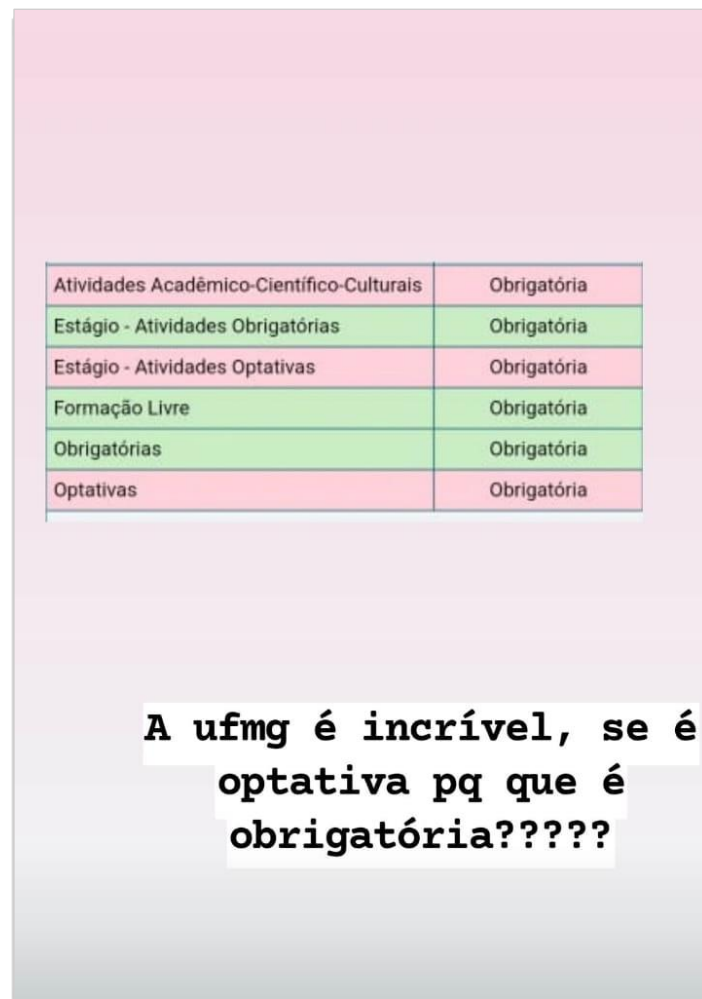 Atividades Acadêmico-Científico-Culturais Obrigatória
Estágio - Atividades Obrigatórias Obrigatória
Estágio - Atividades Optativas Obrigatória
Formação Livre Obrigatória
Obrigatórias Obrigatória
Optativas Obrigatória
A ufmg é incrível, se é
optativa pq que é
obrigatória?????